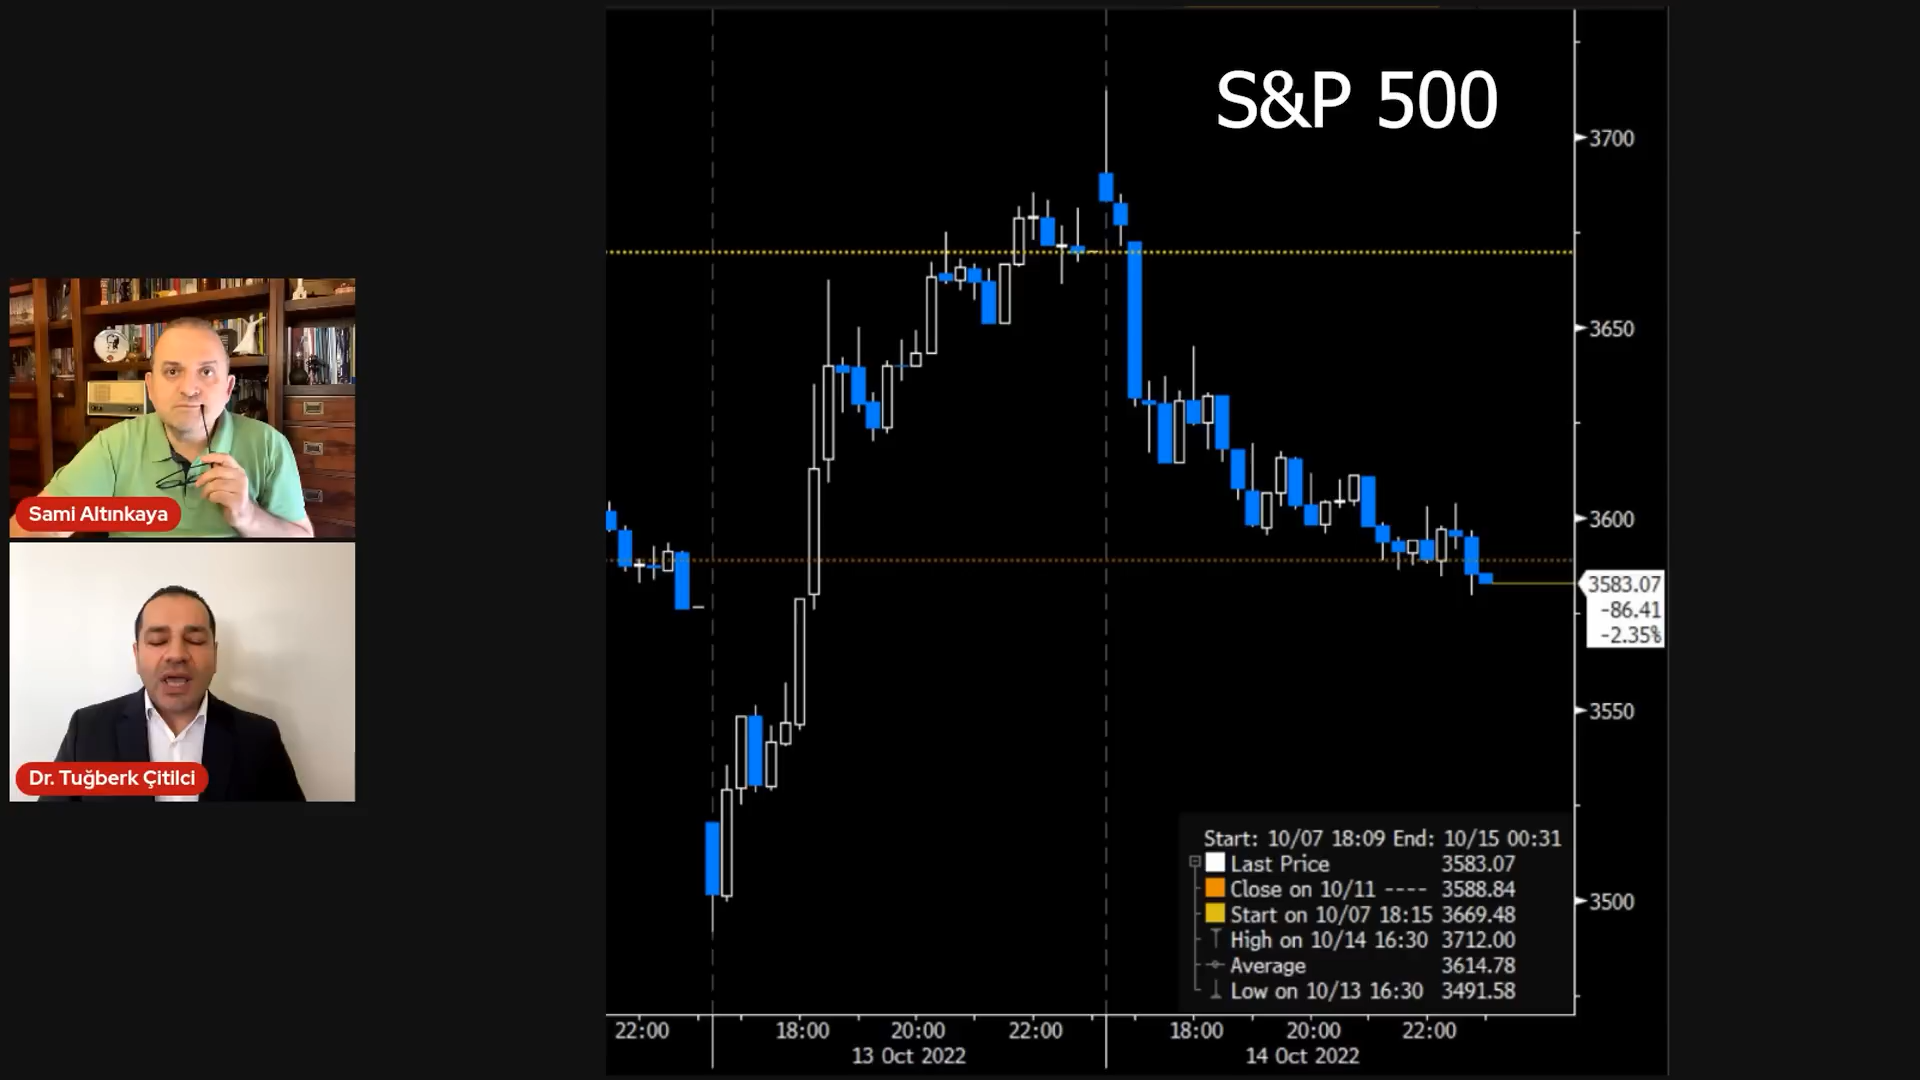 S&P 500
Sami Altınkaya
Dr. Tuğberk Çitilci
3700
3650
3600
3583.07
-86.41
-2.35%
3550
3500
Start: 10/07 18:09 End: 10/15 00:31
Last Price 3583.07
Close on 10/11 ---- 3588.84
Start on 10/07 18:15 3669.48
High on 10/14 16:30 3712.00
Average 3614.78
Low on 10/13 16:30 3491.58
22:00 18:00 20:00 22:00 18:00 20:00 22:00
13 Oct 2022 14 Oct 2022